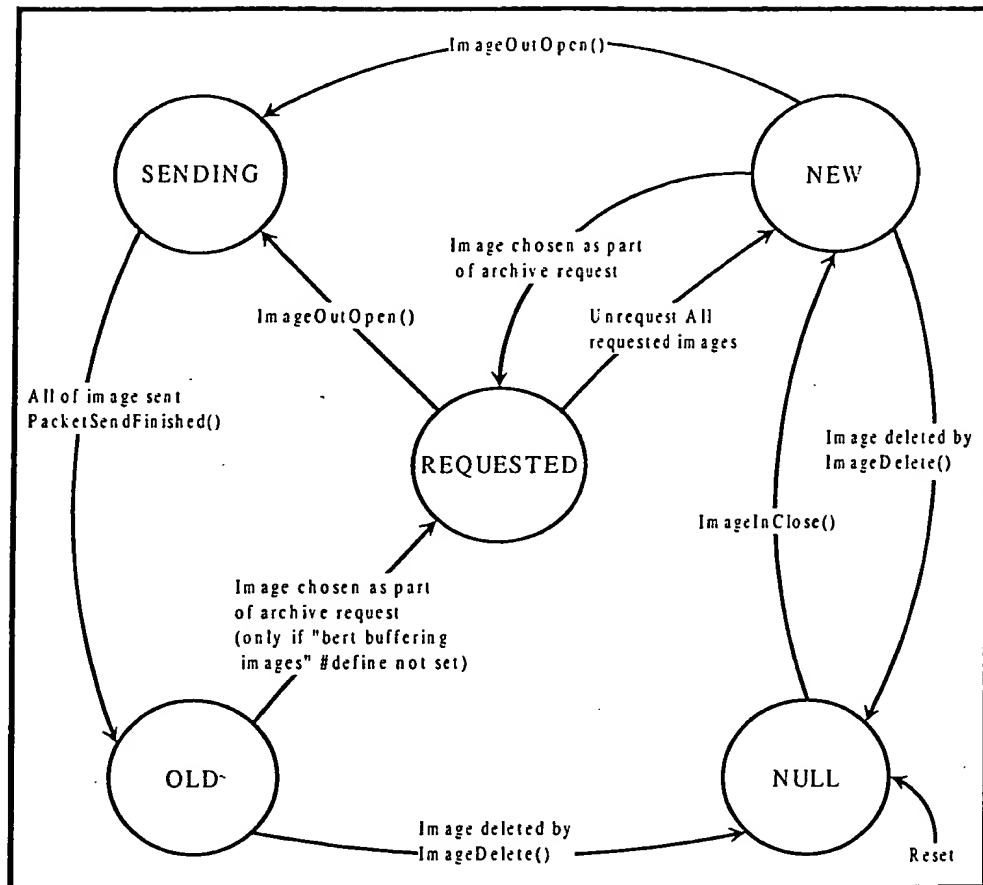 ImageOutOpen()
SENDING
NEW
Image chosen as part
of archive request
ImageOutOpen()
Unrequest All
requested images
All of image sent
PacketSendFinished()
REQUESTED
Image deleted by
ImageDelete()
ImageInClose()
Image chosen as part
of archive request
(only if "bert buffering
images" #define not set)
OLD
NULL
Image deleted by
ImageDelete()
Reset